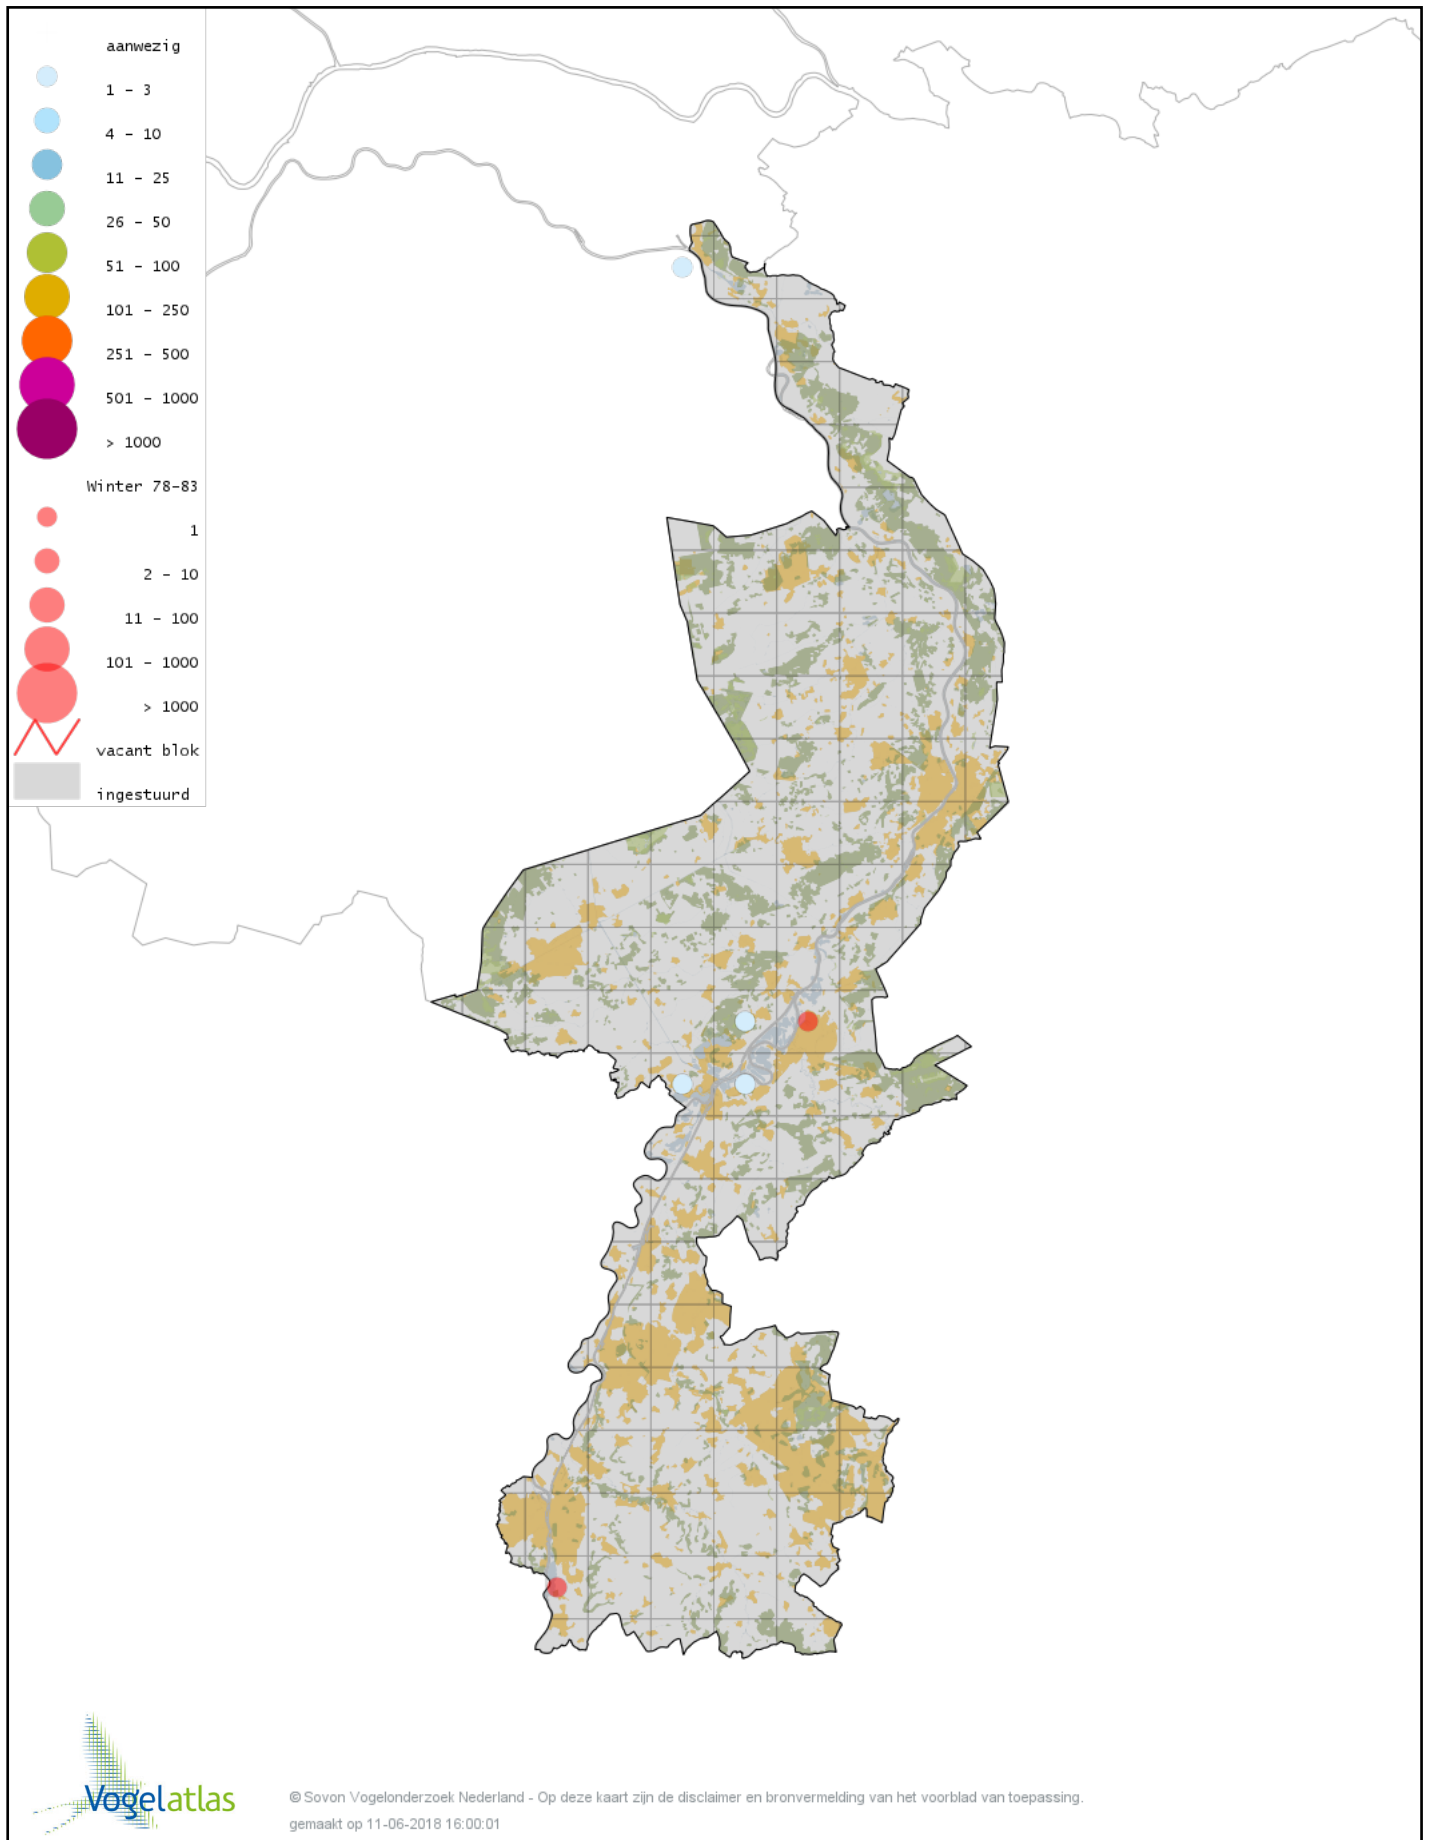 aanwezig
1 - 3
4 - 10
11 - 25
26 - 50
51 - 100
101 - 250
251 - 500
501 - 1000
> 1000
Winter 78-83
1
2 - 10
11 - 100
101 - 1000
> 1000
vacant blok
ingestuurd
Vogelatlas
© Sovon Vogelonderzoek Nederland - Op deze kaart zijn de disclaimer en bronvermelding van het voorblad van toepassing.
gemaakt op 11-06-2018 16:00:01